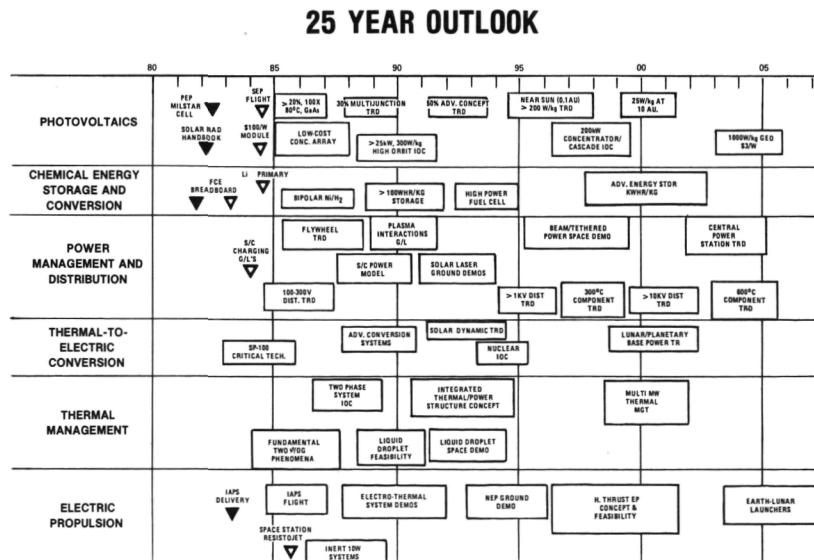 25 YEAR OUTLOOK
80
85
90
95
00
05
PHOTOVOLTAICS
PEP
MILSTAR
CELL
SEP
FLIGHT
> 20%, 100X
80°C, GaAs
30% MULTIJUNCTION
TRD
50% ADV. CONCEPT
TRD
NEAR SUN (0.1AU)
> 200 W/kg TRD
25W/kg AT
10 AU.
SOLAR RAD
HANDBOOK
$100/W
MODULE
LOW-COST
CONC. ARRAY
>25kW, 300W/kg
HIGH ORBIT IOC
200kW
CONCENTRATOR/
CASCADE IOC
1000W/kg GEO
$3/W
CHEMICAL ENERGY
STORAGE AND
CONVERSION
FCE
BREADBOARD
Li PRIMARY
BIPOLAR Ni/H2
> 100WHR/KG
STORAGE
HIGH POWER
FUEL CELL
ADV. ENERGY STOR
KWHR/KG
POWER
MANAGEMENT AND
DISTRIBUTION
S/C
CHARGING
G/L'S
FLYWHEEL
TRD
PLASMA
INTERACTIONS
G/L
BEAM/TETHERED
POWER SPACE DEMO
CENTRAL
POWER
STATION TRD
S/C POWER
MODEL
SOLAR LASER
GROUND DEMOS
100-300V
DIST. TRD
> 1KV DIST
TRD
300°C
COMPONENT
TRD
> 10KV DIST
TRD
600°C
COMPONENT
TRD
THERMAL-TO-
ELECTRIC
CONVERSION
SP-100
CRITICAL TECH.
ADV. CONVERSION
SYSTEMS
SOLAR DYNAMIC TRD
NUCLEAR
IOC
LUNAR/PLANETARY
BASE POWER TR
THERMAL
MANAGEMENT
TWO PHASE
SYSTEM
IOC
INTEGRATED
THERMAL/POWER
STRUCTURE CONCEPT
MULTI MW
THERMAL
MGT
FUNDAMENTAL
TWO
PHENOMENA
LIQUID
DROPLET
FEASIBILITY
LIQUID DROPLET
SPACE DEMO
ELECTRIC
PROPULSION
IAPS
DELIVERY
IAPS
FLIGHT
ELECTRO-THERMAL
SYSTEM DEMOS
NEP GROUND
DEMO
H. THRUST EP
CONCEPT &
FEASIBILITY
EARTH-LUNAR
LAUNCHERS
SPACE STATION
RESISTOJET
INERT 10W
SYSTEMS